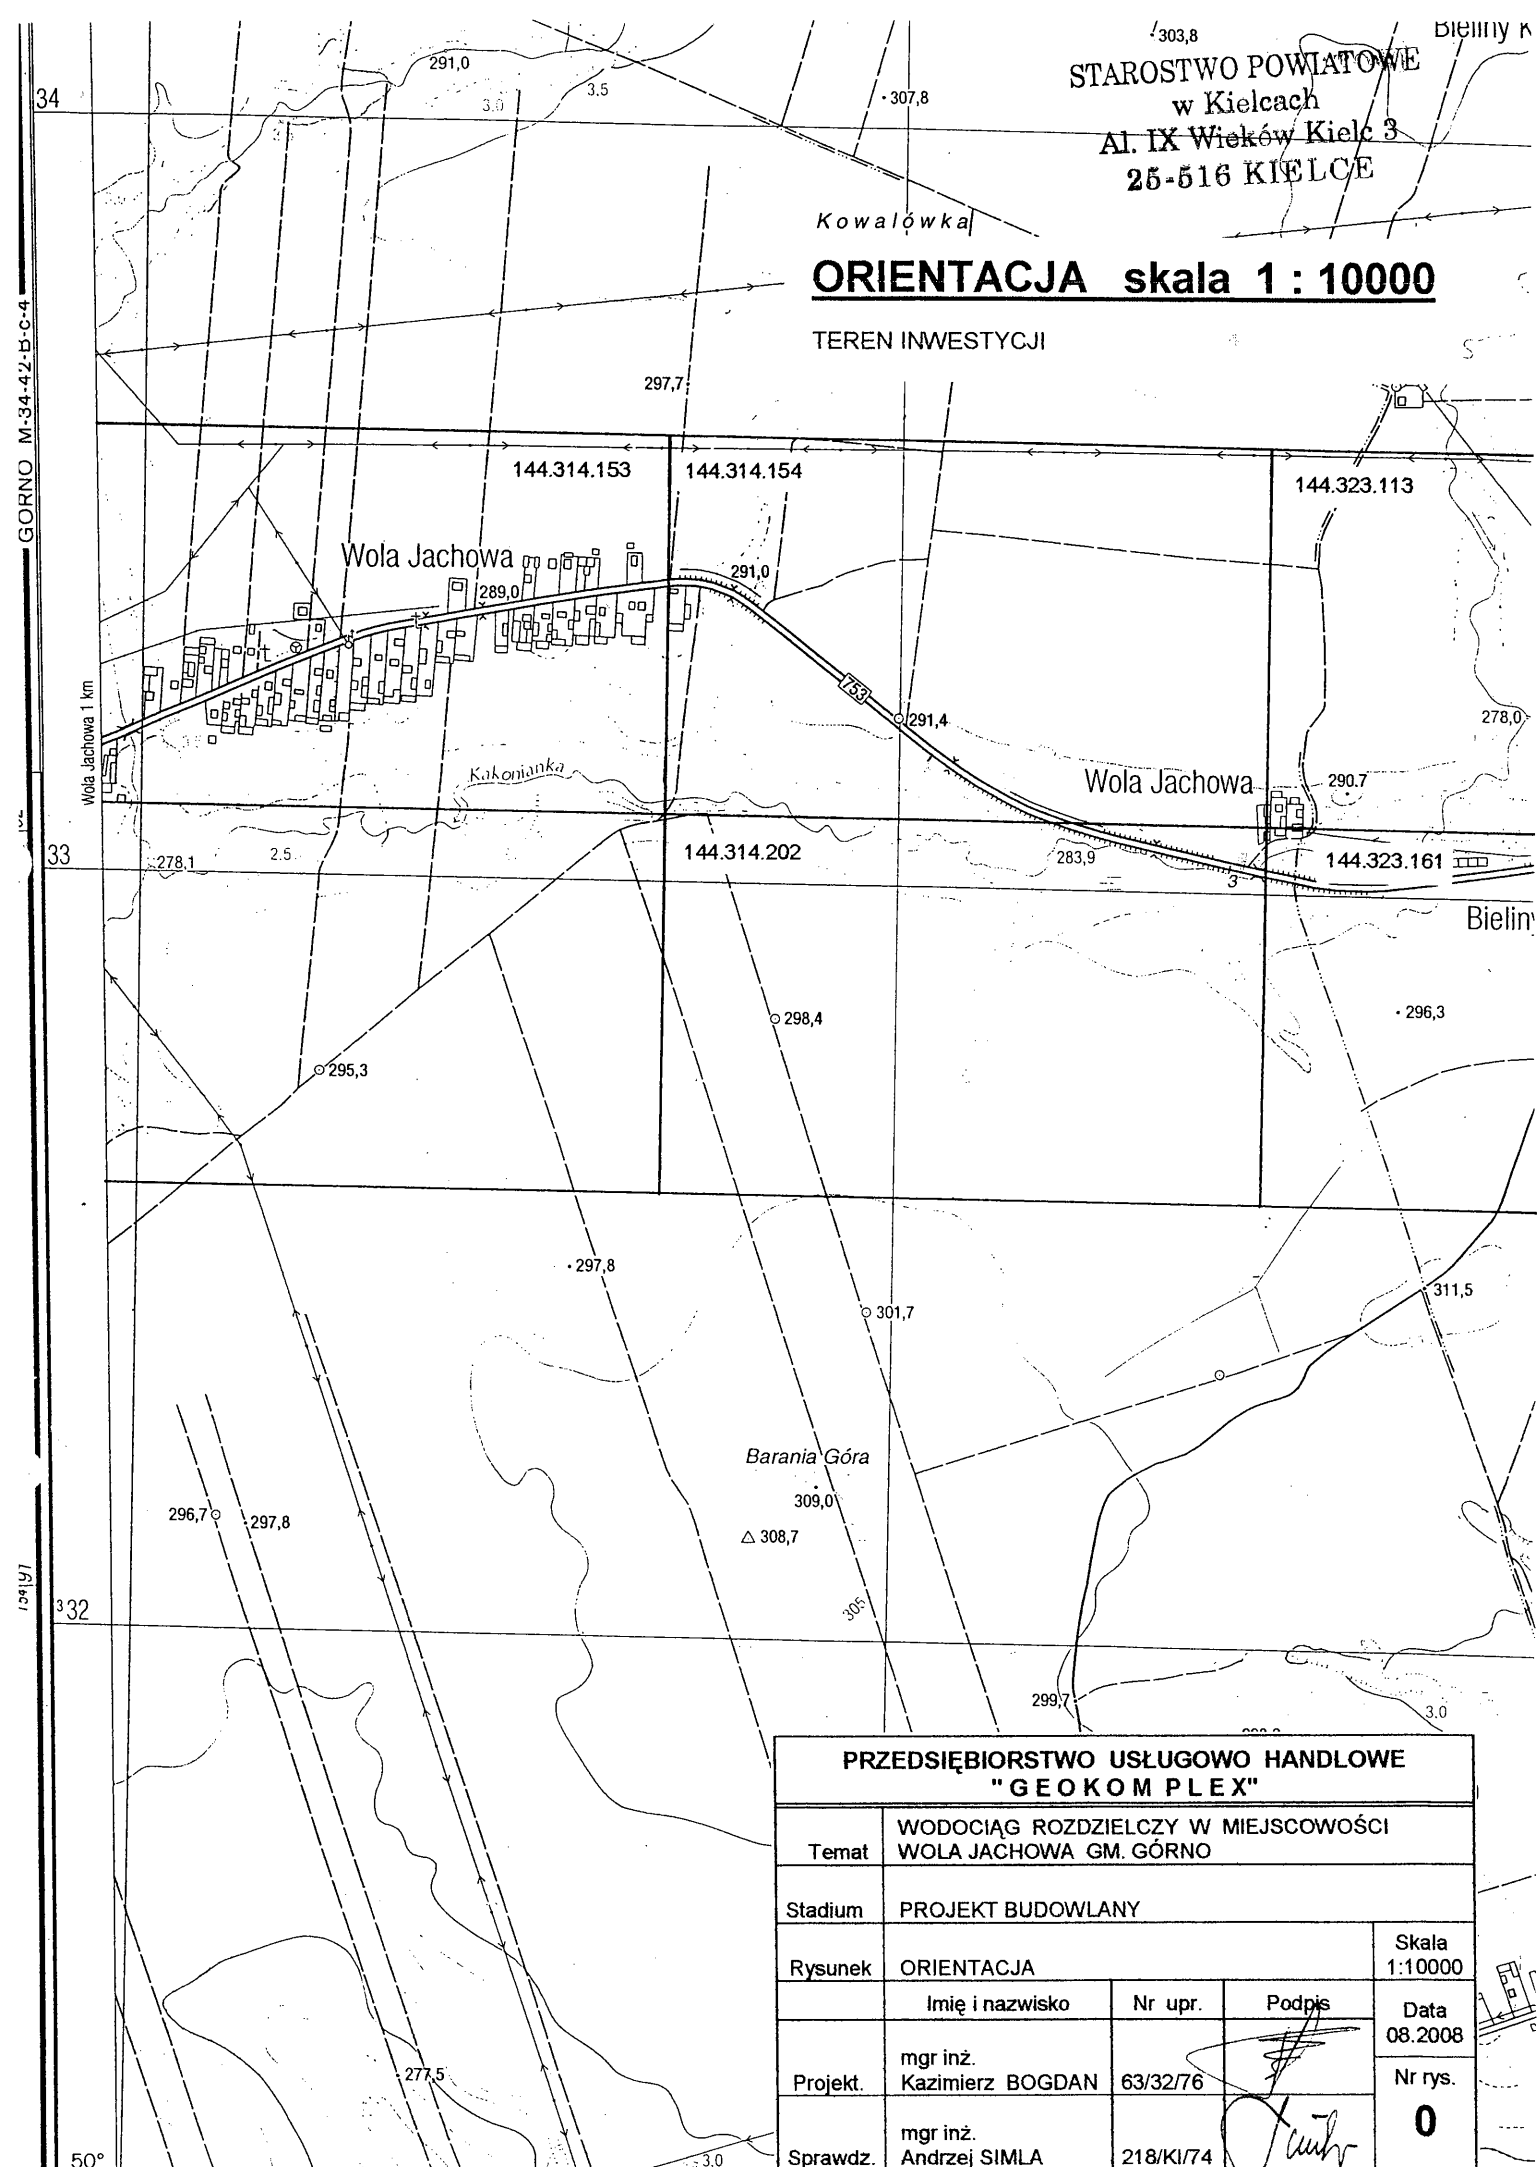 303,8
291,0
3.0
3.5
307,8
34
STAROSTWO POWIATOWE
w Kielcach
Al. IX Wieków Kielc 3
25-516 KIELCE
Kowalówka
ORIENTACJA skala 1 : 10000
TEREN INWESTYCJI
GORNO M-34-42-B-c-4
297,7
144.314.153
144.314.154
144.323.113
Wola Jachowa
289,0
291,0
753
291,4
278,0
Wola Jachowa 1 km
Kakonianka
Wola Jachowa
290.7
33
278,1
2.5
144.314.202
283,9
3
144.323.161
298,4
296,3
295,3
297,8
301,7
311,5
Barania Góra
309,0
308,7
296,7
297,8
305
332
299,7
3.0
PRZEDSIĘBIORSTWO USŁUGOWO HANDLOWE
"GEOKOMPLEX"
Temat
WODOCIĄG ROZDZIELCZY W MIEJSCOWOŚCI
WOLA JACHOWA GM. GÓRNO
Stadium
PROJEKT BUDOWLANY
Rysunek
ORIENTACJA
Skala
1:10000
Imię i nazwisko
Nr upr.
Podpis
Data
08.2008
Projekt.
mgr inż.
Kazimierz BOGDAN
63/32/76
Nr rys.
0
Sprawdz.
mgr inż.
Andrzej SIMLA
218/KI/74
277,5
3.0
50°